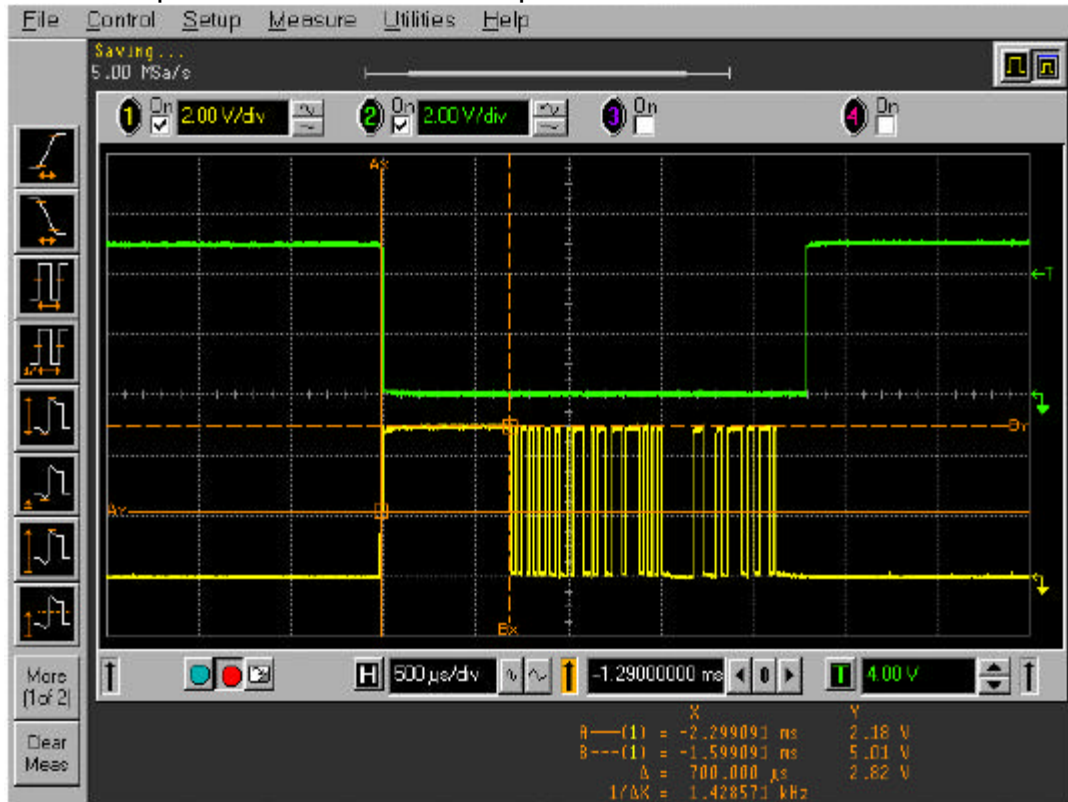 File Control Setup Measure Utilities Help
Saving...
5.00 MSa/s
1 On 2.00 V/div 2 On 2.00 V/div 3 On 4 On
Ax
T
By
Ay
Bx
More
(1of 2)
Clear
Meas
H 500 µs/div -1.29000000 ms 0 T 4.00 V
X Y
A——(1) = -2.299091 ms 2.18 V
B---(1) = -1.599091 ms 5.01 V
Δ = 700.000 µs 2.82 V
1/ΔX = 1.428571 kHz